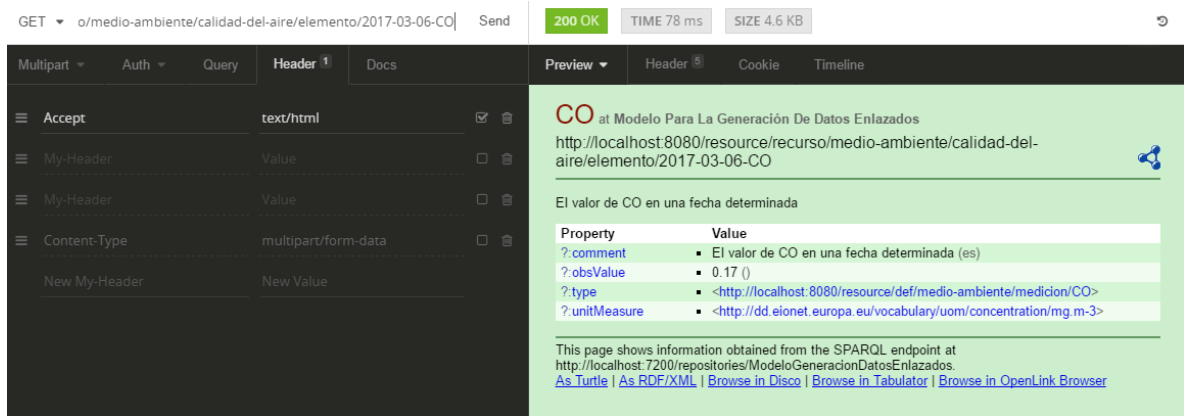 GET o/medio-ambiente/calidad-del-aire/elemento/2017-03-06-CO Send
200 OK TIME 78 ms SIZE 4.6 KB
Multipart Auth Query Header 1 Docs
Accept text/html
My-Header Value
My-Header Value
Content-Type multipart/form-data
New My-Header New Value
Preview Header 5 Cookie Timeline
CO at Modelo Para La Generación De Datos Enlazados
http://localhost:8080/resource/recurso/medio-ambiente/calidad-del-
aire/elemento/2017-03-06-CO
El valor de CO en una fecha determinada
Property Value
?:comment ▪ El valor de CO en una fecha determinada (es)
?:obsValue ▪ 0.17 ()
?:type ▪ <http://localhost:8080/resource/def/medio-ambiente/medicion/CO>
?:unitMeasure ▪ <http://dd.eionet.europa.eu/vocabulary/uom/concentration/mg.m-3>
This page shows information obtained from the SPARQL endpoint at
http://localhost:7200/repositories/ModeloGeneracionDatosEnlazados.
As Turtle | As RDF/XML | Browse in Disco | Browse in Tabulator | Browse in OpenLink Browser